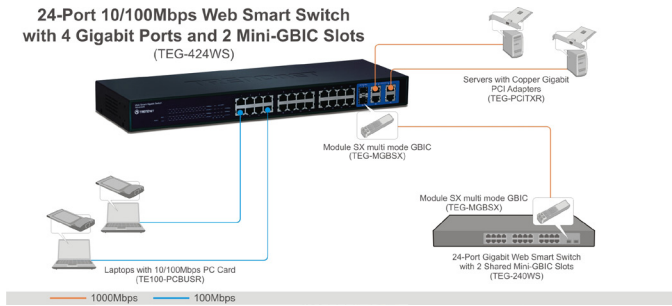 24-Port 10/100Mbps Web Smart Switch
with 4 Gigabit Ports and 2 Mini-GBIC Slots
(TEG-424WS)
Servers with Copper Gigabit
PCI Adapters
(TEG-PCITXR)
TRENDNET
Module SX multi mode GBIC
(TEG-MGBSX)
Module SX multi mode GBIC
(TEG-MGBSX)
24-Port Gigabit Web Smart Switch
with 2 Shared Mini-GBIC Slots
(TEG-240WS)
Laptops with 10/100Mbps PC Card
(TE100-PCBUSR)
1000Mbps
100Mbps